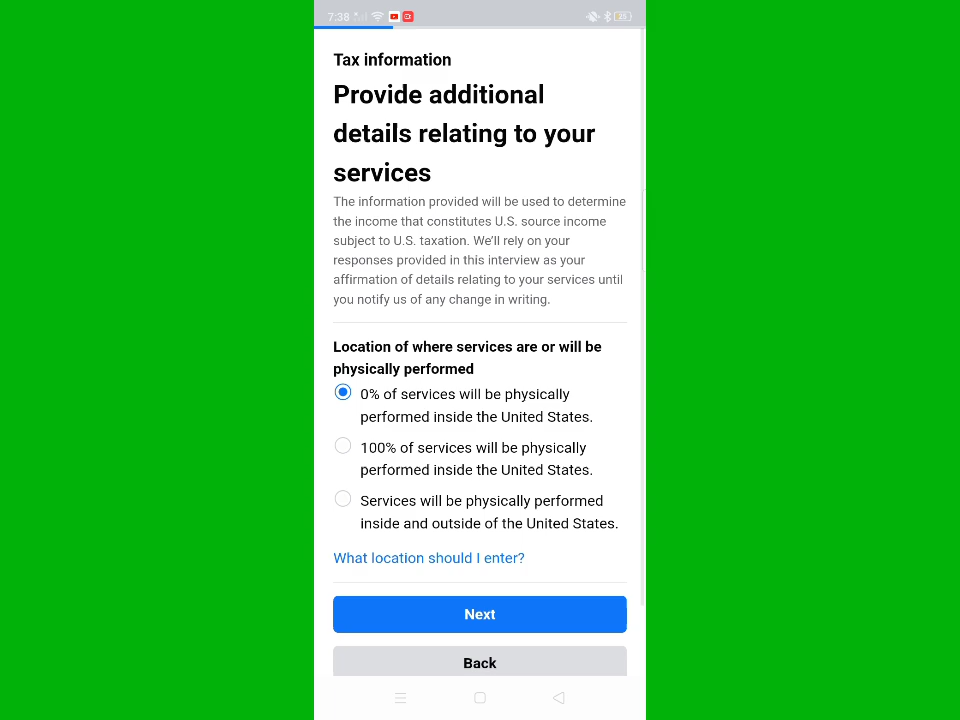 7:38
Tax information
Provide additional
details relating to your
services
The information provided will be used to determine
the income that constitutes U.S. source income
subject to U.S. taxation. We'll rely on your
responses provided in this interview as your
affirmation of details relating to your services until
you notify us of any change in writing.
Location of where services are or will be
physically performed
0% of services will be physically
performed inside the United States.
100% of services will be physically
performed inside the United States.
Services will be physically performed
inside and outside of the United States.
What location should I enter?
Next
Back